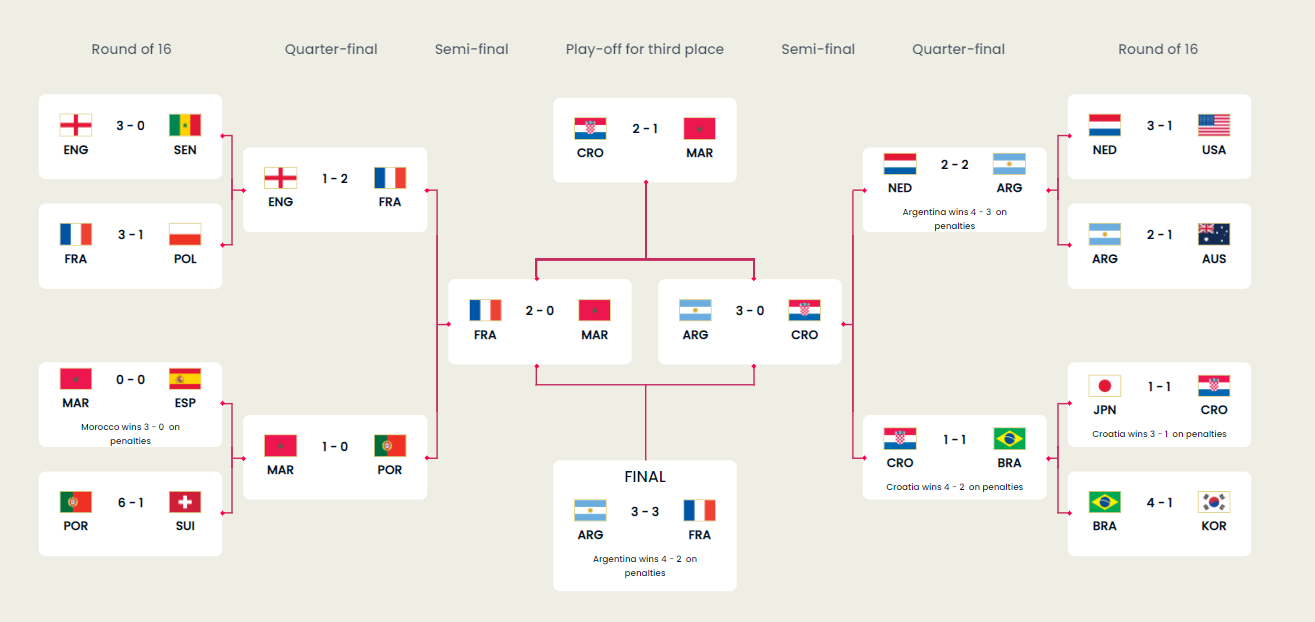 Round of 16
Quarter-final
Semi-final
Play-off for third place
Semi-final
Quarter-final
Round of 16
3 - 0
ENG SEN
3 - 1
FRA POL
1 - 2
ENG FRA
0 - 0
MAR ESP
Morocco wins 3 - 0 on
penalties
6 - 1
POR SUI
1 - 0
MAR POR
2 - 1
CRO MAR
2 - 0
FRA MAR
3 - 0
ARG CRO
FINAL
3 - 3
ARG FRA
Argentina wins 4 - 2 on
penalties
2 - 2
NED ARG
Argentina wins 4 - 3 on
penalties
1 - 1
CRO BRA
Croatia wins 4 - 2 on penalties
3 - 1
NED USA
2 - 1
ARG AUS
1 - 1
JPN CRO
Croatia wins 3 - 1 on penalties
4 - 1
BRA KOR